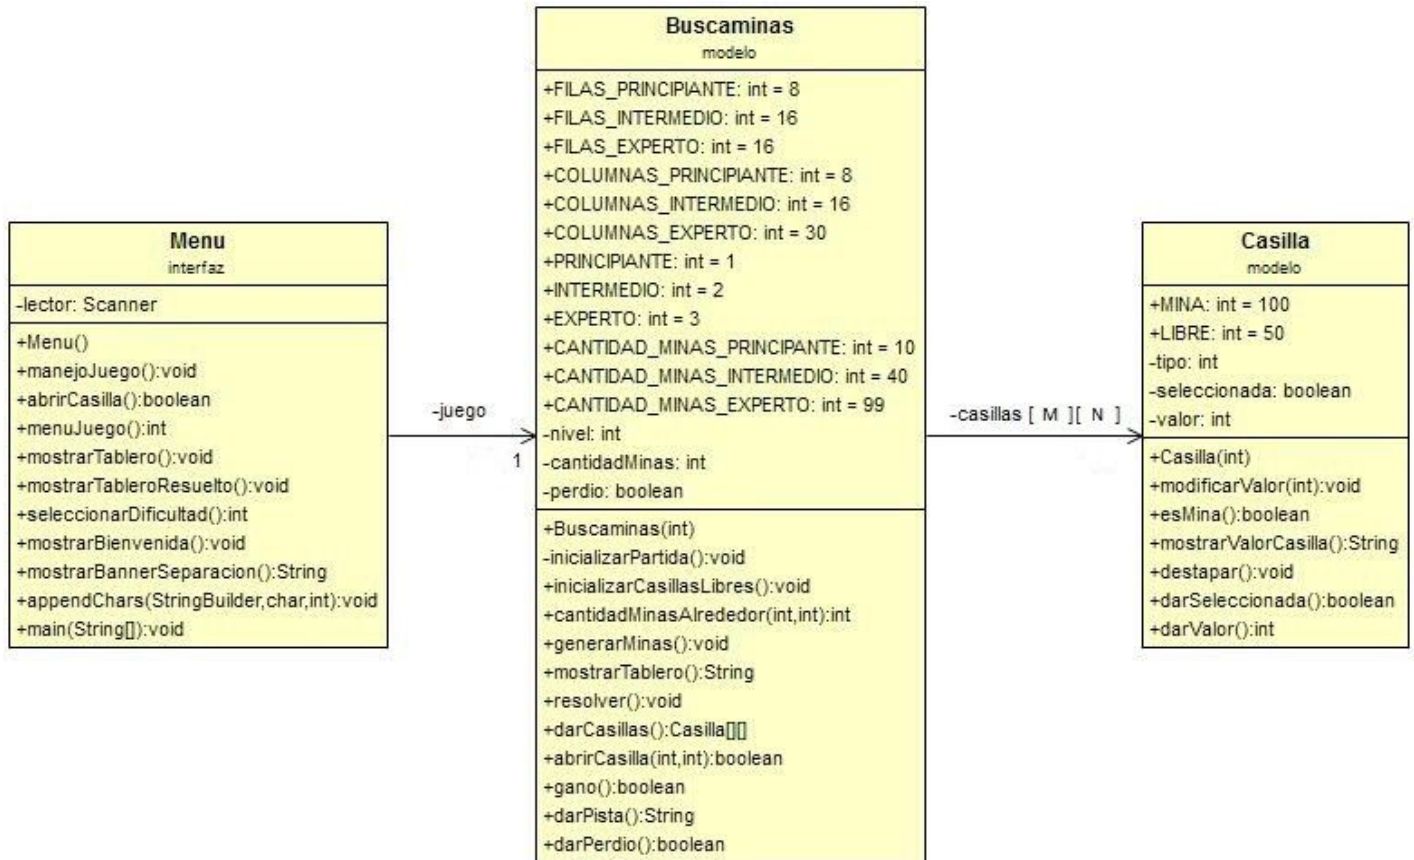 Menu
interfaz
-lector: Scanner
+Menu()
+manejoJuego():void
+abrirCasilla():boolean
+menuJuego():int
+mostrarTablero():void
+mostrarTableroResuelto():void
+seleccionarDificultad():int
+mostrarBienvenida():void
+mostrarBannerSeparacion():String
+appendChars(StringBuilder,char,int):void
+main(String[]):void
-juego
1
Buscaminas
modelo
+FILAS_PRINCIPIANTE: int = 8
+FILAS_INTERMEDIO: int = 16
+FILAS_EXPERTO: int = 16
+COLUMNAS_PRINCIPIANTE: int = 8
+COLUMNAS_INTERMEDIO: int = 16
+COLUMNAS_EXPERTO: int = 30
+PRINCIPIANTE: int = 1
+INTERMEDIO: int = 2
+EXPERTO: int = 3
+CANTIDAD_MINAS_PRINCIPANTE: int = 10
+CANTIDAD_MINAS_INTERMEDIO: int = 40
+CANTIDAD_MINAS_EXPERTO: int = 99
-nivel: int
-cantidadMinas: int
-perdio: boolean
+Buscaminas(int)
-inicializarPartida():void
+inicializarCasillasLibres():void
+cantidadMinasAlrededor(int,int):int
+generarMinas():void
+mostrarTablero():String
+resolver():void
+darCasillas():Casilla[][]
+abrirCasilla(int,int):boolean
+gano():boolean
+darPista():String
+darPerdio():boolean
-casillas [ M ][ N ]
Casilla
modelo
+MINA: int = 100
+LIBRE: int = 50
-tipo: int
-seleccionada: boolean
-valor: int
+Casilla(int)
+modificarValor(int):void
+esMina():boolean
+mostrarValorCasilla():String
+destapar():void
+darSeleccionada():boolean
+darValor():int